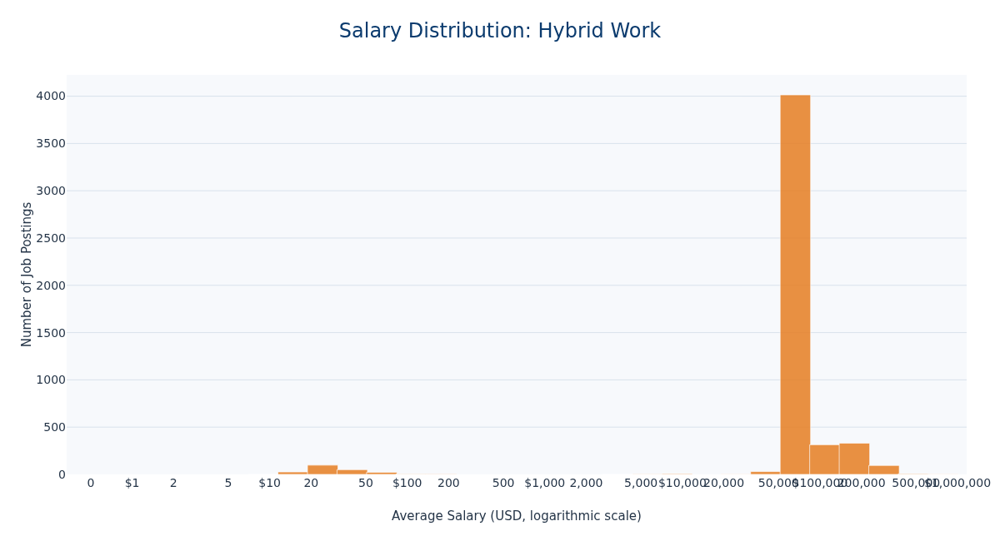 Salary Distribution: Hybrid Work
Number of Job Postings
4000
3500
3000
2500
2000
1500
1000
500
0
0 $1 2 5 $10 20 50 $100 200 500 $1,000 2,000 5,000 $10,000 20,000 50,000 $100,000 200,000 500,000 $1,000,000
Average Salary (USD, logarithmic scale)